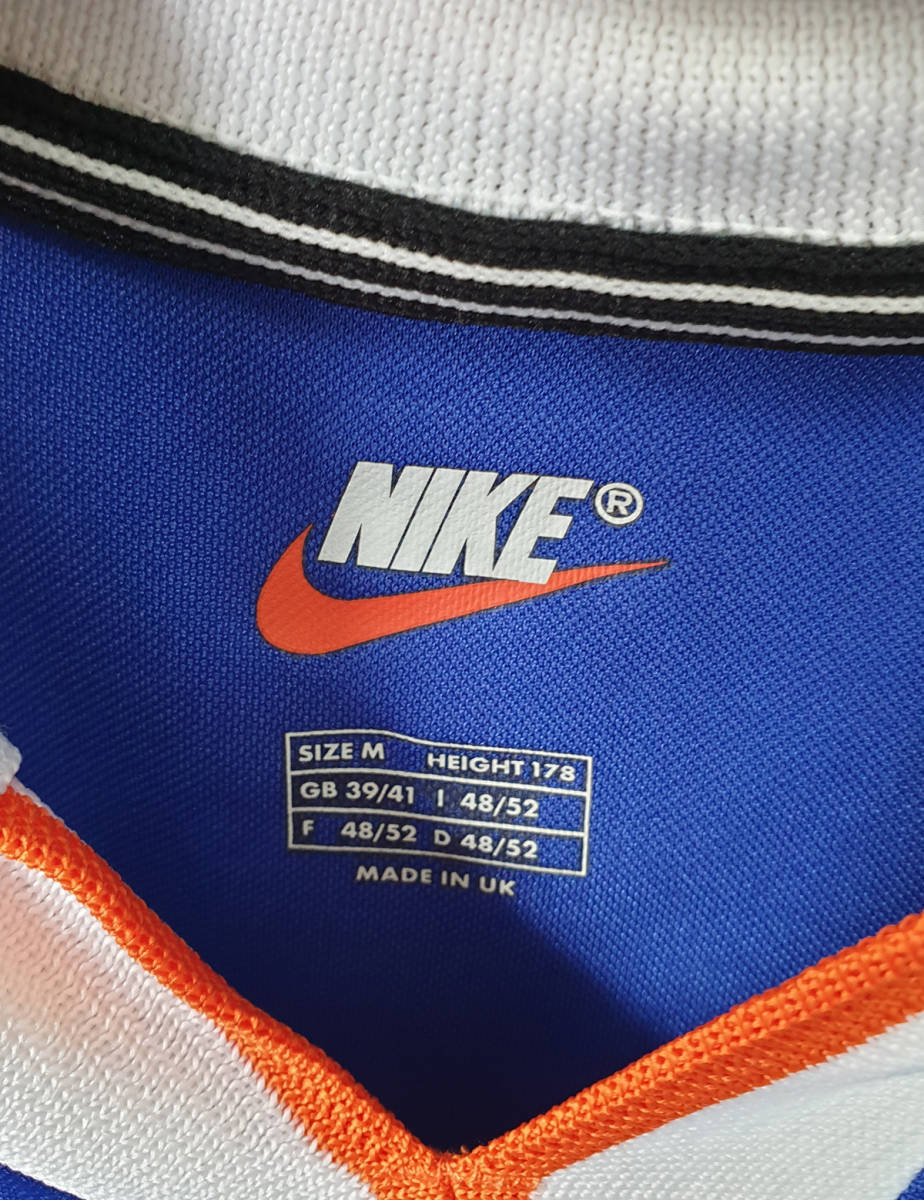 NIKE®
SIZE M HEIGHT 178
GB 39/41 I 48/52
F 48/52 D 48/52
MADE IN UK